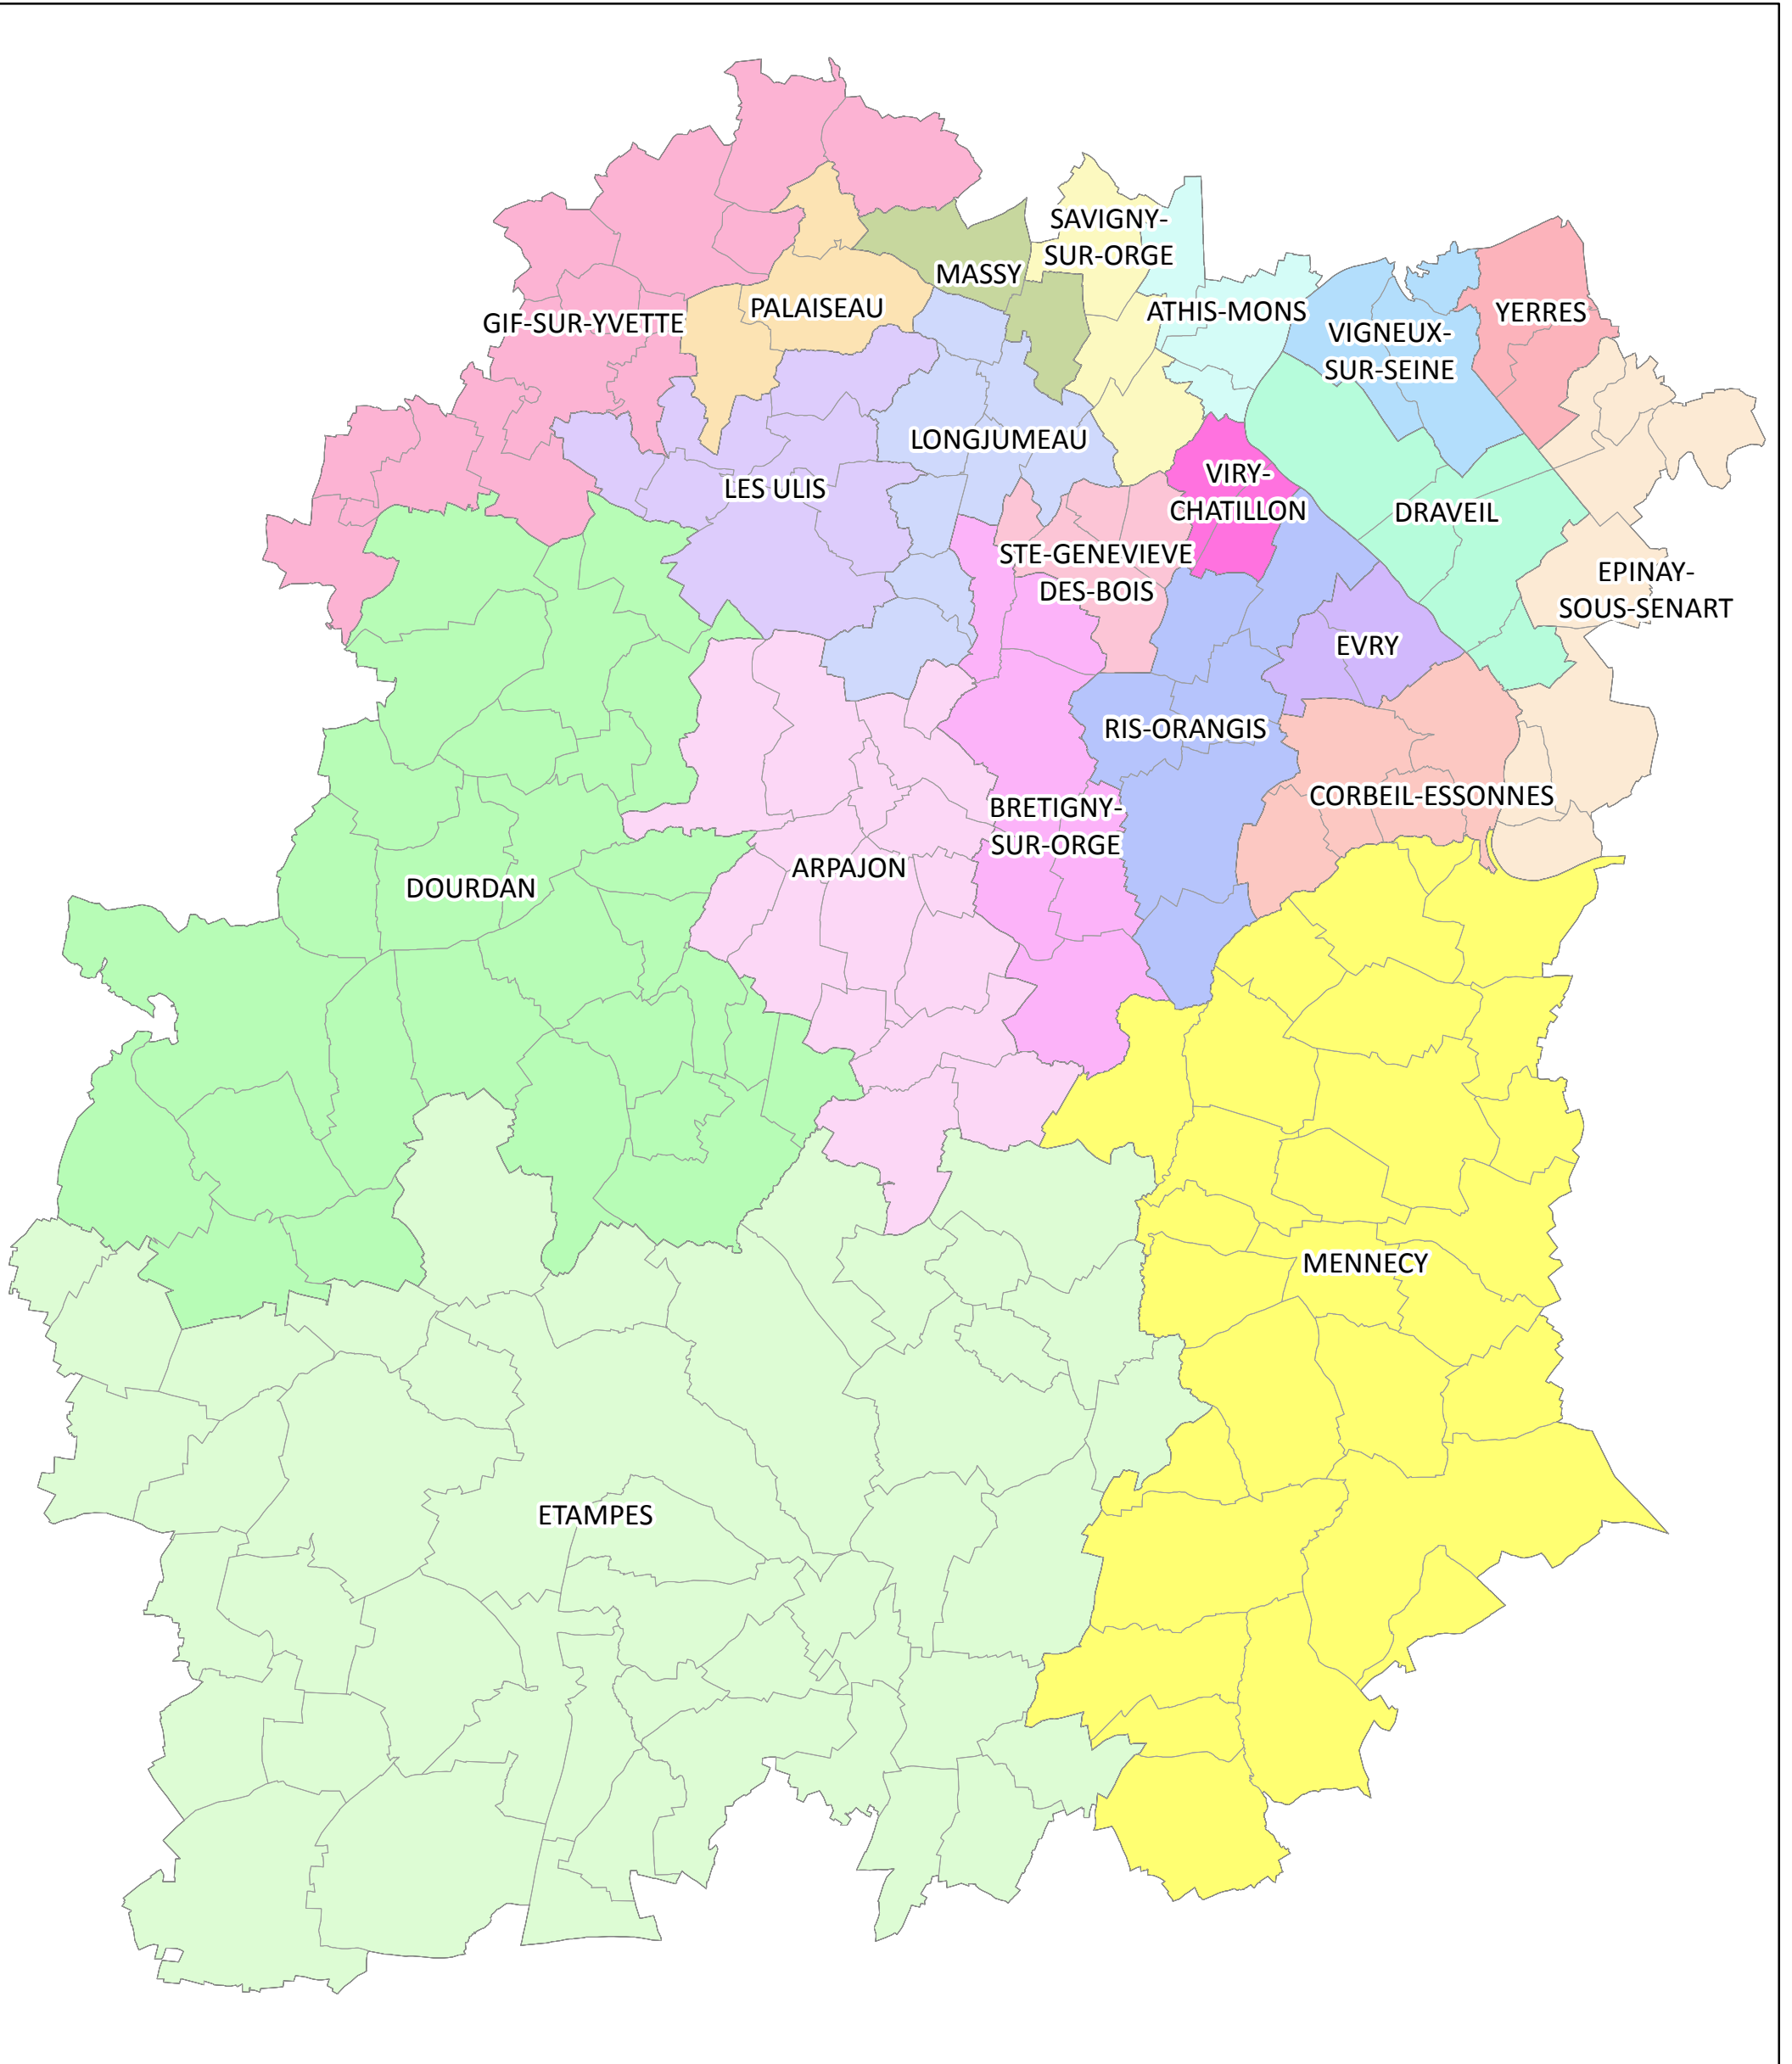 SAVIGNY-
SUR-ORGE
MASSY
PALAISEAU
ATHIS-MONS
YERRES
GIF-SUR-YVETTE
VIGNEUX-
SUR-SEINE
LONGJUMEAU
LES ULIS
VIRY-
CHATILLON
DRAVEIL
STE-GENEVIEVE
DES-BOIS
EPINAY-
SOUS-SENART
EVRY
RIS-ORANGIS
CORBEIL-ESSONNES
BRETIGNY-
SUR-ORGE
ARPAJON
DOURDAN
MENNECY
ETAMPES